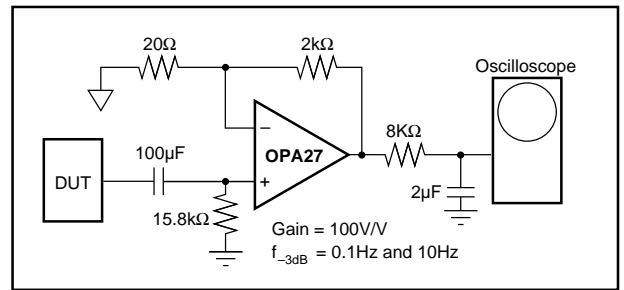 20Ω
2kΩ
Oscilloscope
8KΩ
100µF
–
OPA27
DUT
+
2µF
15.8kΩ
Gain = 100V/V
f–3dB = 0.1Hz and 10Hz